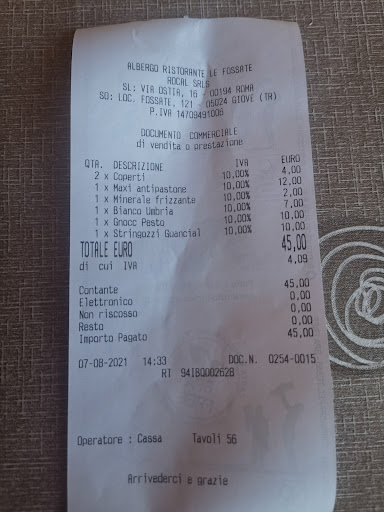 ALBERGO RISTORANTE LE FOSSATE
ROCAL SRLS
SL: VIA OSTIA, 16 - 00194 ROMA
SO: LOC. FOSSATE, 121 - 05024 GIOVE (TR)
P.IVA 14709491006
DOCUMENTO COMMERCIALE
di vendita o prestazione
QTA. DESCRIZIONE IVA EURO
2 x Coperti 10,00% 4,00
1 x Maxi antipastone 10,00% 12,00
1 x Minerale frizzante 10,00% 2,00
1 x Bianco Umbria 10,00% 7,00
1 x Gnocc Pesto 10,00% 10,00
1 x Stringozzi Guancial 10,00% 10,00
TOTALE EURO 45,00
di cui IVA 4,09
Contante 45,00
Elettronico 0,00
Non riscosso 0,00
Resto 0,00
Importo Pagato 45,00
07-08-2021 14:33 DOC.N. 0254-0015
RT 94IBQ002628
Operatore : Cassa Tavoli 56
Arrivederci e grazie